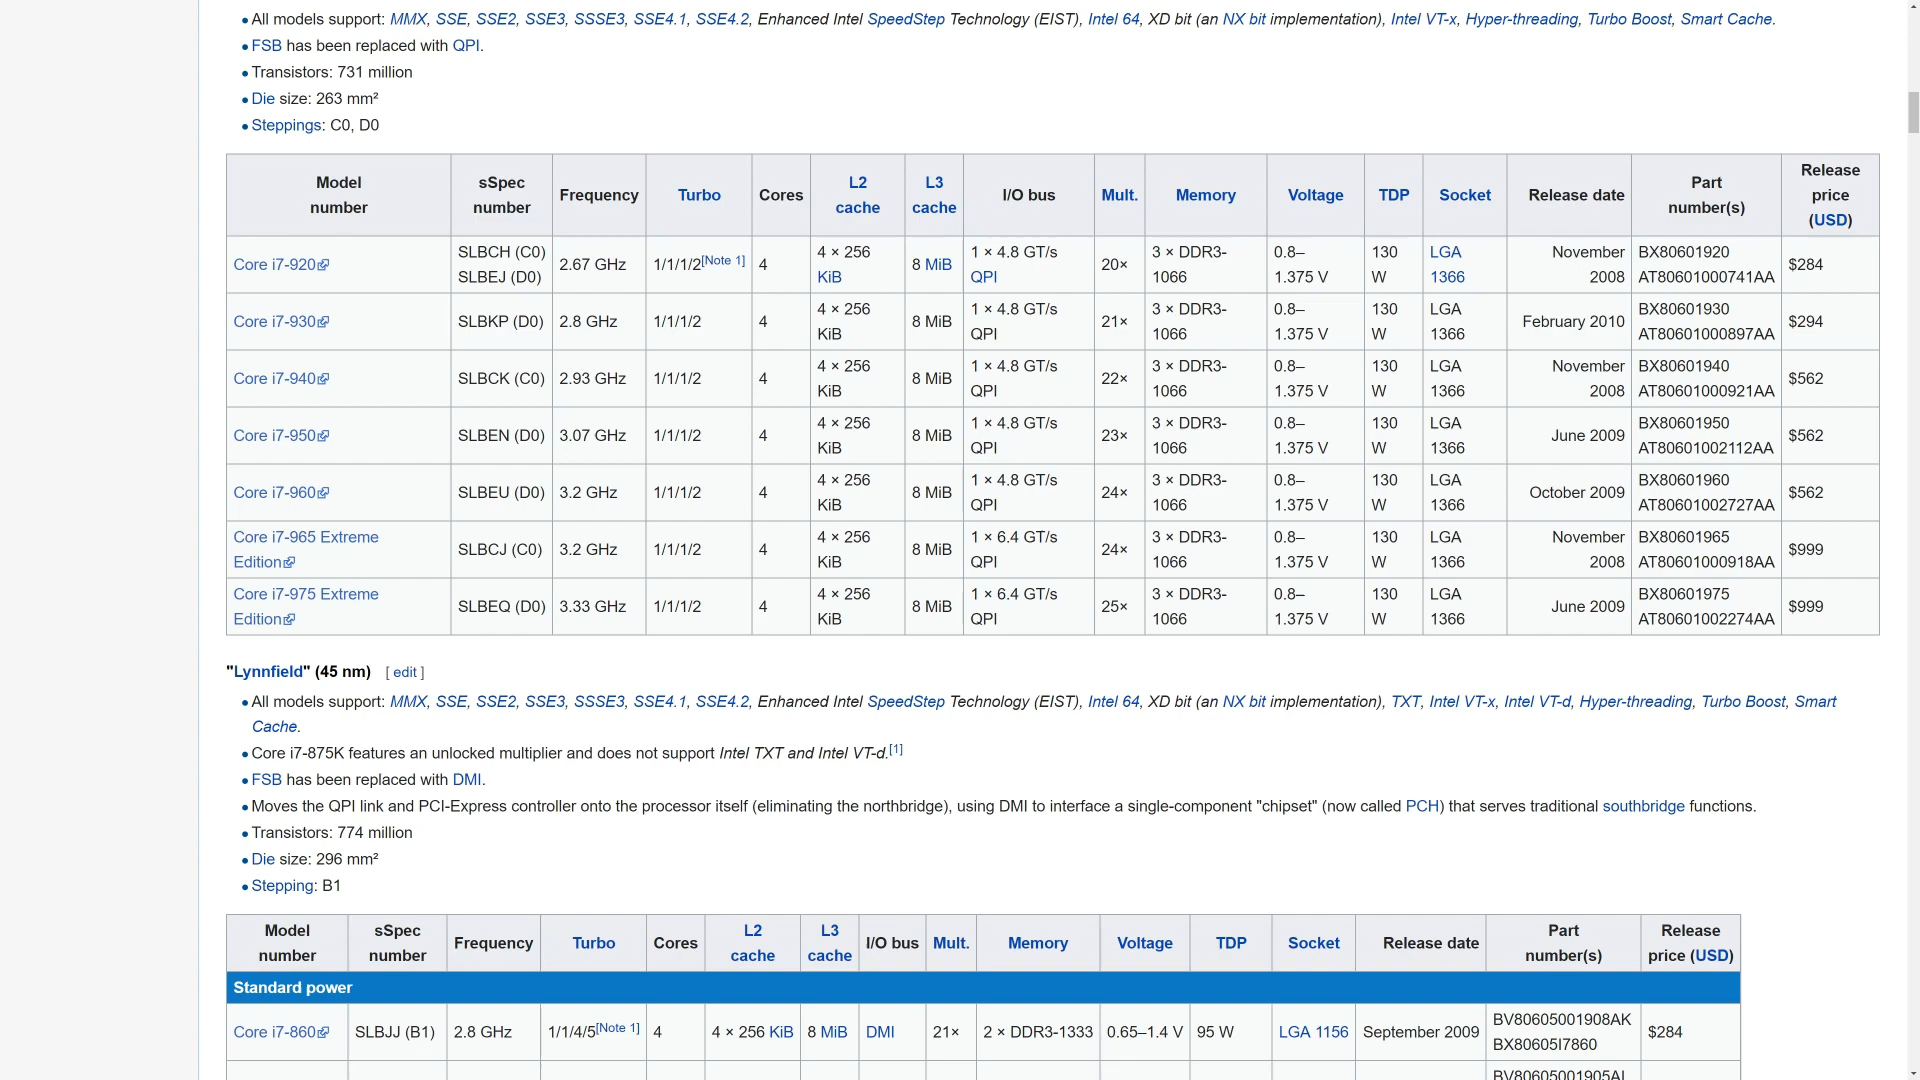 • All models support: MMX, SSE, SSE2, SSE3, SSSE3, SSE4.1, SSE4.2, Enhanced Intel SpeedStep Technology (EIST), Intel 64, XD bit (an NX bit implementation), Intel VT-x, Hyper-threading, Turbo Boost, Smart Cache.
• FSB has been replaced with QPI.
• Transistors: 731 million
• Die size: 263 mm²
• Steppings: C0, D0
Model number | sSpec number | Frequency | Turbo | Cores | L2 cache | L3 cache | I/O bus | Mult. | Memory | Voltage | TDP | Socket | Release date | Part number(s) | Release price (USD)
Core i7-920 | SLBCH (C0) SLBEJ (D0) | 2.67 GHz | 1/1/1/2[Note 1] | 4 | 4 × 256 KiB | 8 MiB | 1 × 4.8 GT/s QPI | 20× | 3 × DDR3-1066 | 0.8–1.375 V | 130 W | LGA 1366 | November 2008 | BX80601920 AT80601000741AA | $284
Core i7-930 | SLBKP (D0) | 2.8 GHz | 1/1/1/2 | 4 | 4 × 256 KiB | 8 MiB | 1 × 4.8 GT/s QPI | 21× | 3 × DDR3-1066 | 0.8–1.375 V | 130 W | LGA 1366 | February 2010 | BX80601930 AT80601000897AA | $294
Core i7-940 | SLBCK (C0) | 2.93 GHz | 1/1/1/2 | 4 | 4 × 256 KiB | 8 MiB | 1 × 4.8 GT/s QPI | 22× | 3 × DDR3-1066 | 0.8–1.375 V | 130 W | LGA 1366 | November 2008 | BX80601940 AT80601000921AA | $562
Core i7-950 | SLBEN (D0) | 3.07 GHz | 1/1/1/2 | 4 | 4 × 256 KiB | 8 MiB | 1 × 4.8 GT/s QPI | 23× | 3 × DDR3-1066 | 0.8–1.375 V | 130 W | LGA 1366 | June 2009 | BX80601950 AT80601002112AA | $562
Core i7-960 | SLBEU (D0) | 3.2 GHz | 1/1/1/2 | 4 | 4 × 256 KiB | 8 MiB | 1 × 4.8 GT/s QPI | 24× | 3 × DDR3-1066 | 0.8–1.375 V | 130 W | LGA 1366 | October 2009 | BX80601960 AT80601002727AA | $562
Core i7-965 Extreme Edition | SLBCJ (C0) | 3.2 GHz | 1/1/1/2 | 4 | 4 × 256 KiB | 8 MiB | 1 × 6.4 GT/s QPI | 24× | 3 × DDR3-1066 | 0.8–1.375 V | 130 W | LGA 1366 | November 2008 | BX80601965 AT80601000918AA | $999
Core i7-975 Extreme Edition | SLBEQ (D0) | 3.33 GHz | 1/1/1/2 | 4 | 4 × 256 KiB | 8 MiB | 1 × 6.4 GT/s QPI | 25× | 3 × DDR3-1066 | 0.8–1.375 V | 130 W | LGA 1366 | June 2009 | BX80601975 AT80601002274AA | $999
"Lynnfield" (45 nm) [ edit ]
• All models support: MMX, SSE, SSE2, SSE3, SSSE3, SSE4.1, SSE4.2, Enhanced Intel SpeedStep Technology (EIST), Intel 64, XD bit (an NX bit implementation), TXT, Intel VT-x, Intel VT-d, Hyper-threading, Turbo Boost, Smart
Cache.
• Core i7-875K features an unlocked multiplier and does not support Intel TXT and Intel VT-d.[1]
• FSB has been replaced with DMI.
• Moves the QPI link and PCI-Express controller onto the processor itself (eliminating the northbridge), using DMI to interface a single-component "chipset" (now called PCH) that serves traditional southbridge functions.
• Transistors: 774 million
• Die size: 296 mm²
• Stepping: B1
Model number | sSpec number | Frequency | Turbo | Cores | L2 cache | L3 cache | I/O bus | Mult. | Memory | Voltage | TDP | Socket | Release date | Part number(s) | Release price (USD)
Standard power
Core i7-860 | SLBJJ (B1) | 2.8 GHz | 1/1/4/5[Note 1] | 4 | 4 × 256 KiB | 8 MiB | DMI | 21× | 2 × DDR3-1333 | 0.65–1.4 V | 95 W | LGA 1156 | September 2009 | BV80605001908AK BX80605I7860 | $284